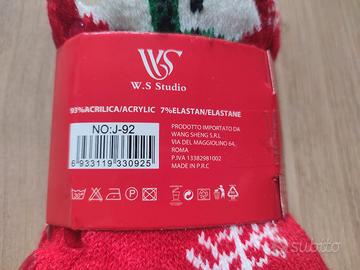 W.S Studio
93%ACRILICA/ACRYLIC 7%ELASTAN/ELASTANE
NO:J-92
6 933119 330925
PRODOTTO IMPORTATO DA
WANG SHENG S.R.L
VIA DEL MAGGIOLINO 64,
ROMA
P.IVA 13382981002
MADE IN P.R.C
subito